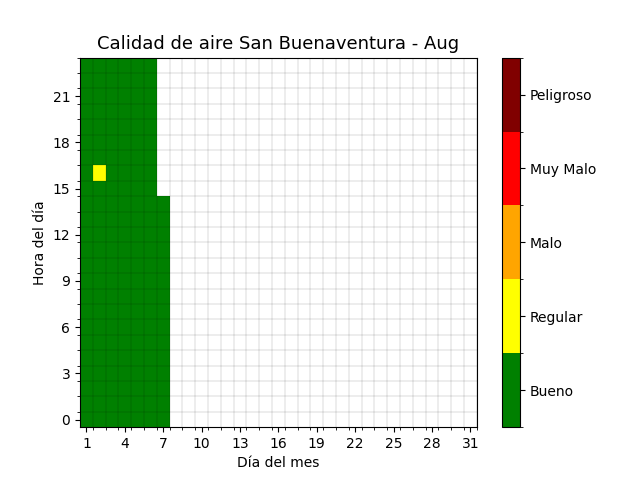 Calidad de aire San Buenaventura - Aug
Hora del día
21
18
15
12
9
6
3
0
1 4 7 10 13 16 19 22 25 28 31
Día del mes
Peligroso
Muy Malo
Malo
Regular
Bueno